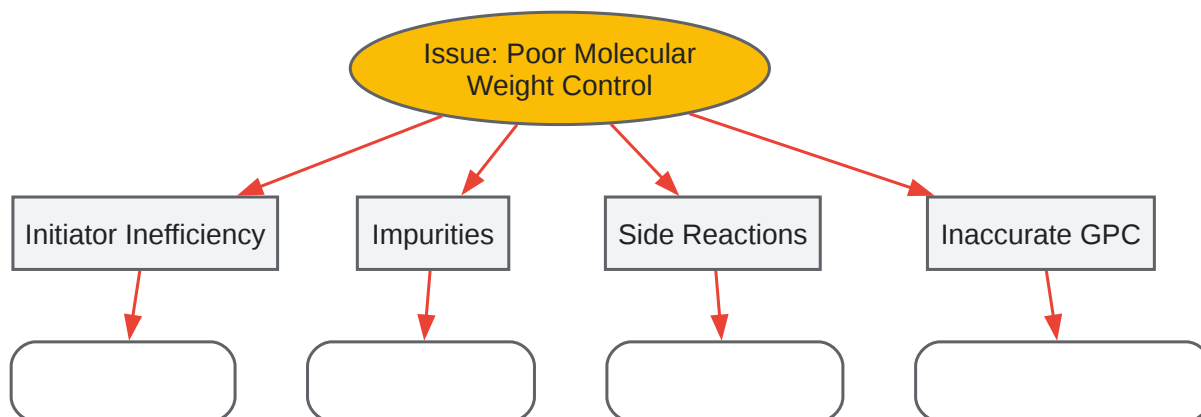 Issue: Poor Molecular
Weight Control
Initiator Inefficiency
Impurities
Side Reactions
Inaccurate GPC